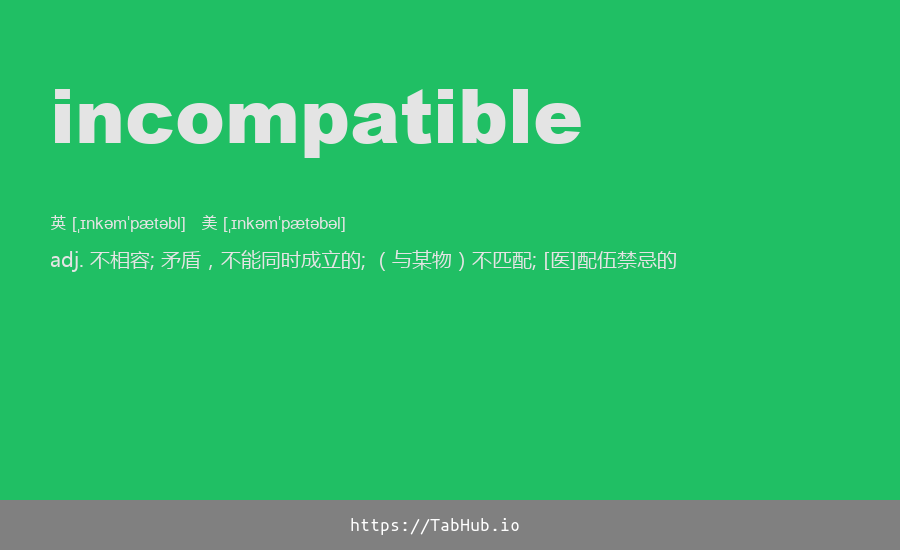 incompatible
英 [ˌɪnkəmˈpætəbl] 美 [ˌɪnkəmˈpætəbəl]
adj. 不相容; 矛盾，不能同时成立的; （与某物）不匹配; [医]配伍禁忌的
https://TabHub.io